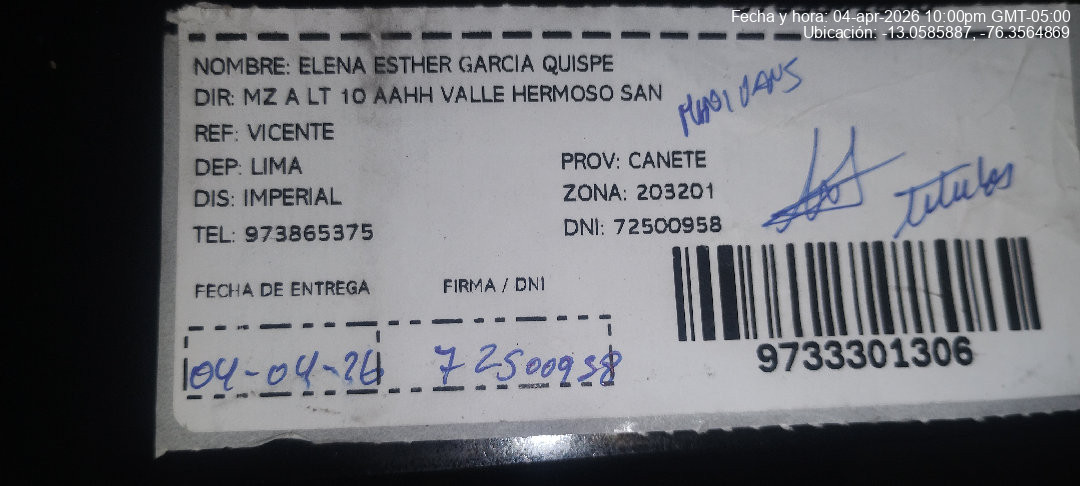 Fecha y hora: 04-apr-2026 10:00pm GMT-05:00
Ubicación: -13.0585887, -76.3564869
NOMBRE: ELENA ESTHER GARCIA QUISPE
DIR: MZ A LT 10 AAHH VALLE HERMOSO SAN
REF: VICENTE
DEP: LIMA
PROV: CANETE
DIS: IMPERIAL
ZONA: 203201
TEL: 973865375
DNI: 72500958
titular
FECHA DE ENTREGA
FIRMA / DNI
04-04-26
72500958
9733301306